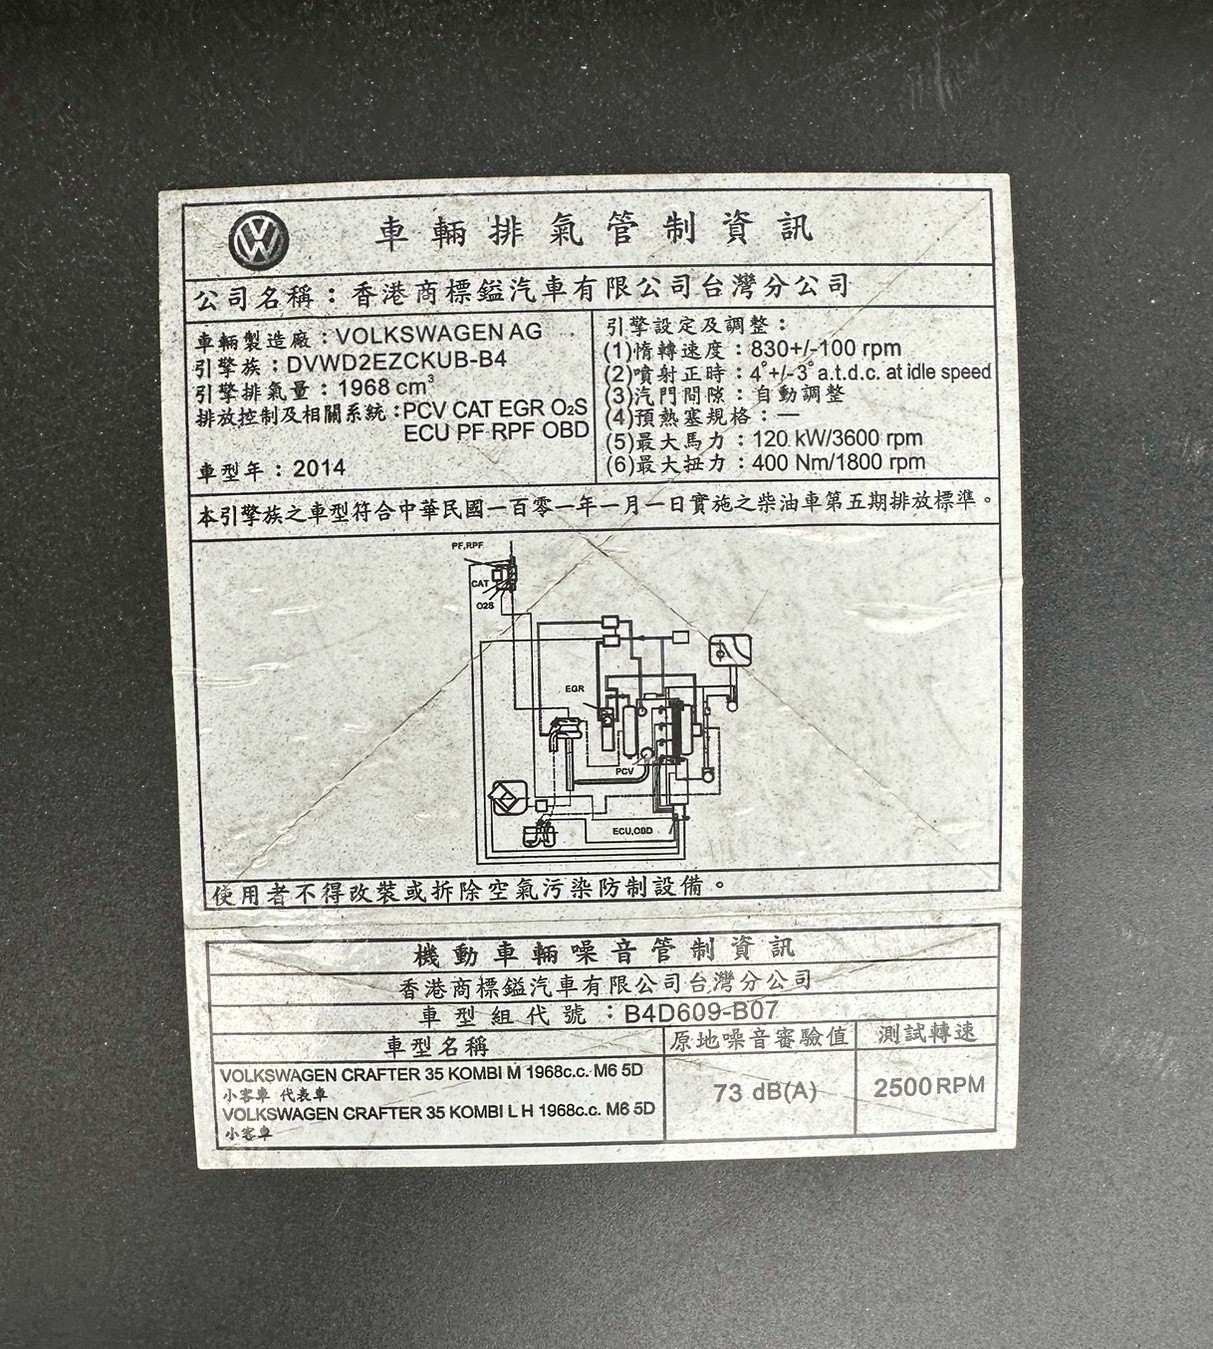 車輛排氣管制資訊
公司名稱：香港商標鎰汽車有限公司台灣分公司
車輛製造廠：VOLKSWAGEN AG
引擎族：DVWD2EZCKUB-B4
引擎排氣量：1968 cm³
排放控制及相關系統：PCV CAT EGR O₂S
ECU PF RPF OBD
車型年：2014
引擎設定及調整：
(1)惰轉速度：830+/-100 rpm
(2)噴射正時：4°+/-3° a.t.d.c. at idle speed
(3)汽門間隙：自動調整
(4)預熱塞規格：—
(5)最大馬力：120 kW/3600 rpm
(6)最大扭力：400 Nm/1800 rpm
本引擎族之車型符合中華民國一百零一年一月一日實施之柴油車第五期排放標準。
PF,RPF
CAT
O2S
EGR
PCV
ECU,OBD
使用者不得改裝或拆除空氣污染防制設備。
機動車輛噪音管制資訊
香港商標鎰汽車有限公司台灣分公司
車型組代號：B4D609-B07
車型名稱
原地噪音審驗值
測試轉速
VOLKSWAGEN CRAFTER 35 KOMBI M 1968c.c. M6 5D
小客車 代表車
VOLKSWAGEN CRAFTER 35 KOMBI L H 1968c.c. M6 5D
小客車
73 dB(A)
2500RPM